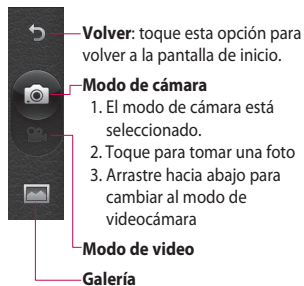 Volver: toque esta opción para
volver a la pantalla de inicio.
Modo de cámara
1. El modo de cámara está
seleccionado.
2. Toque para tomar una foto
3. Arrastre hacia abajo para
cambiar al modo de
videocámara
Modo de video
Galería